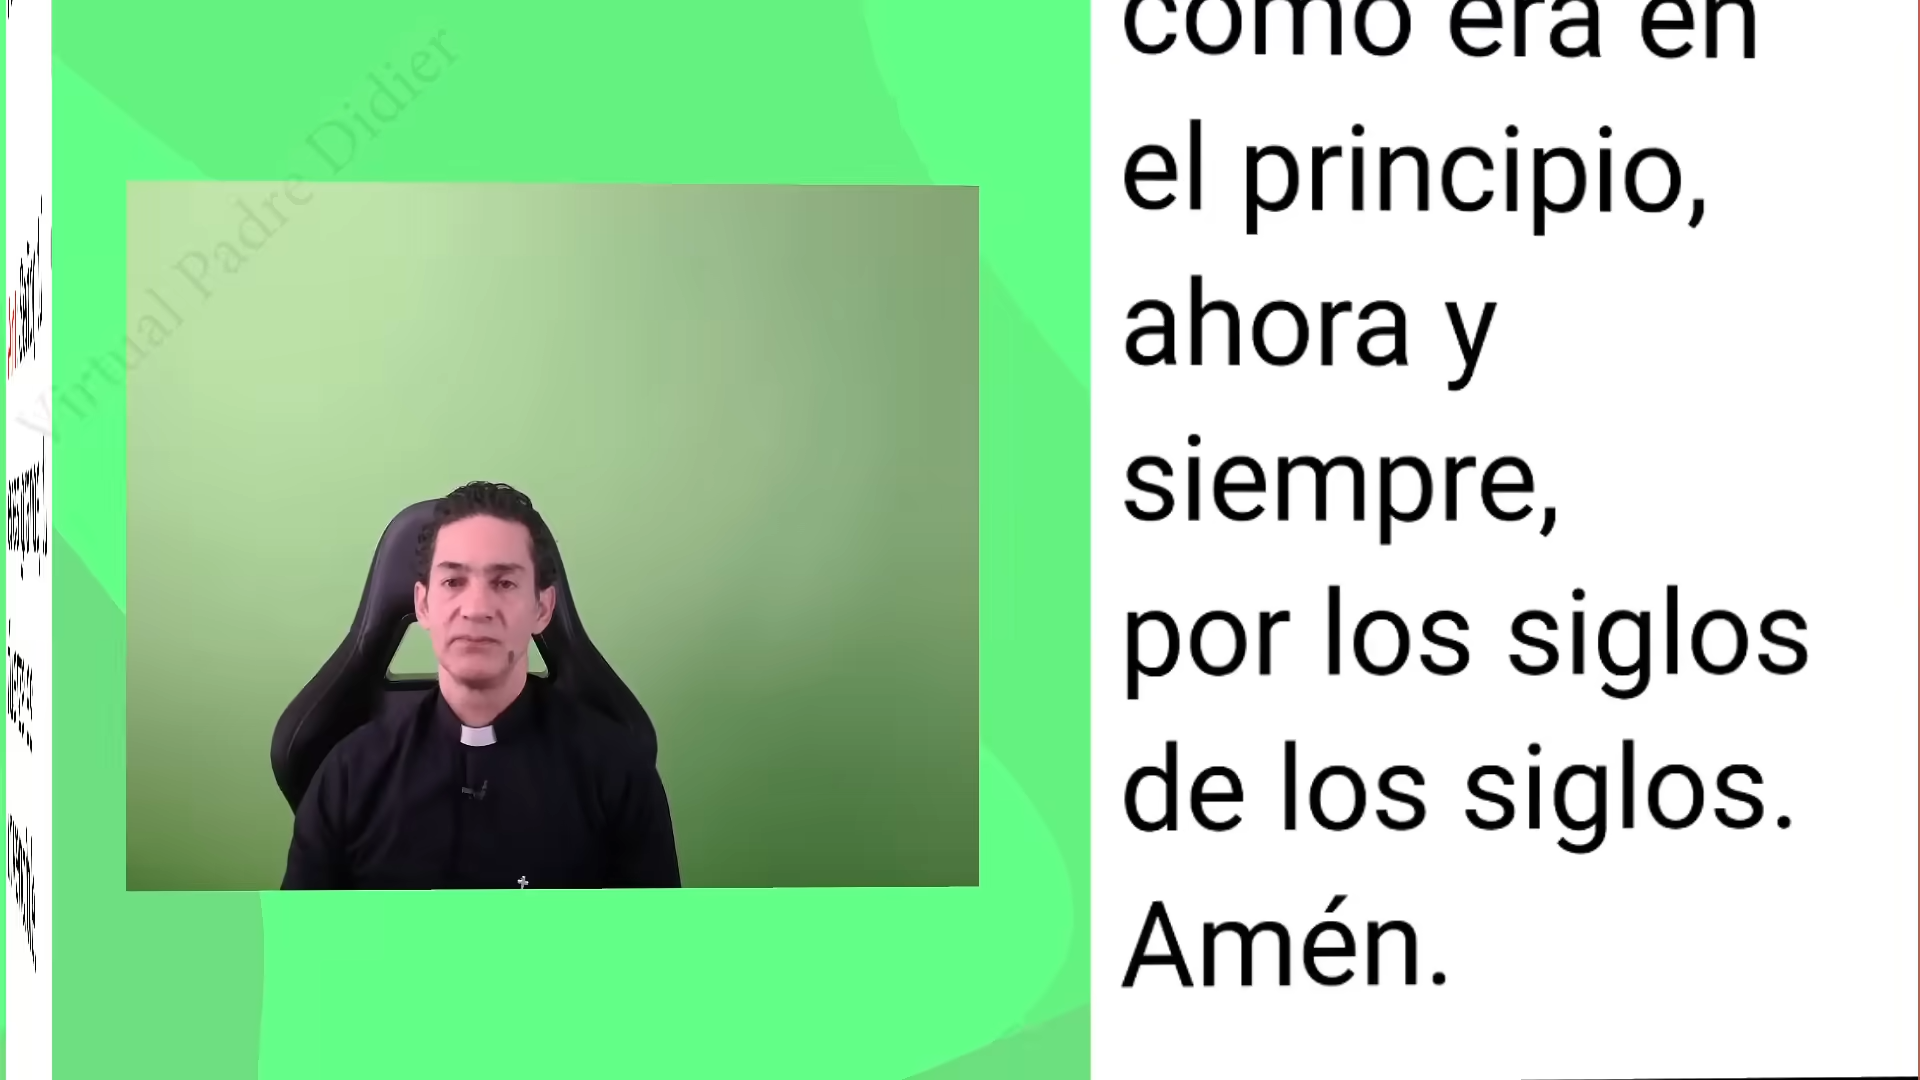 Virtual Padre Didier
como era en
el principio,
ahora y
siempre,
por los siglos
de los siglos.
Amén.